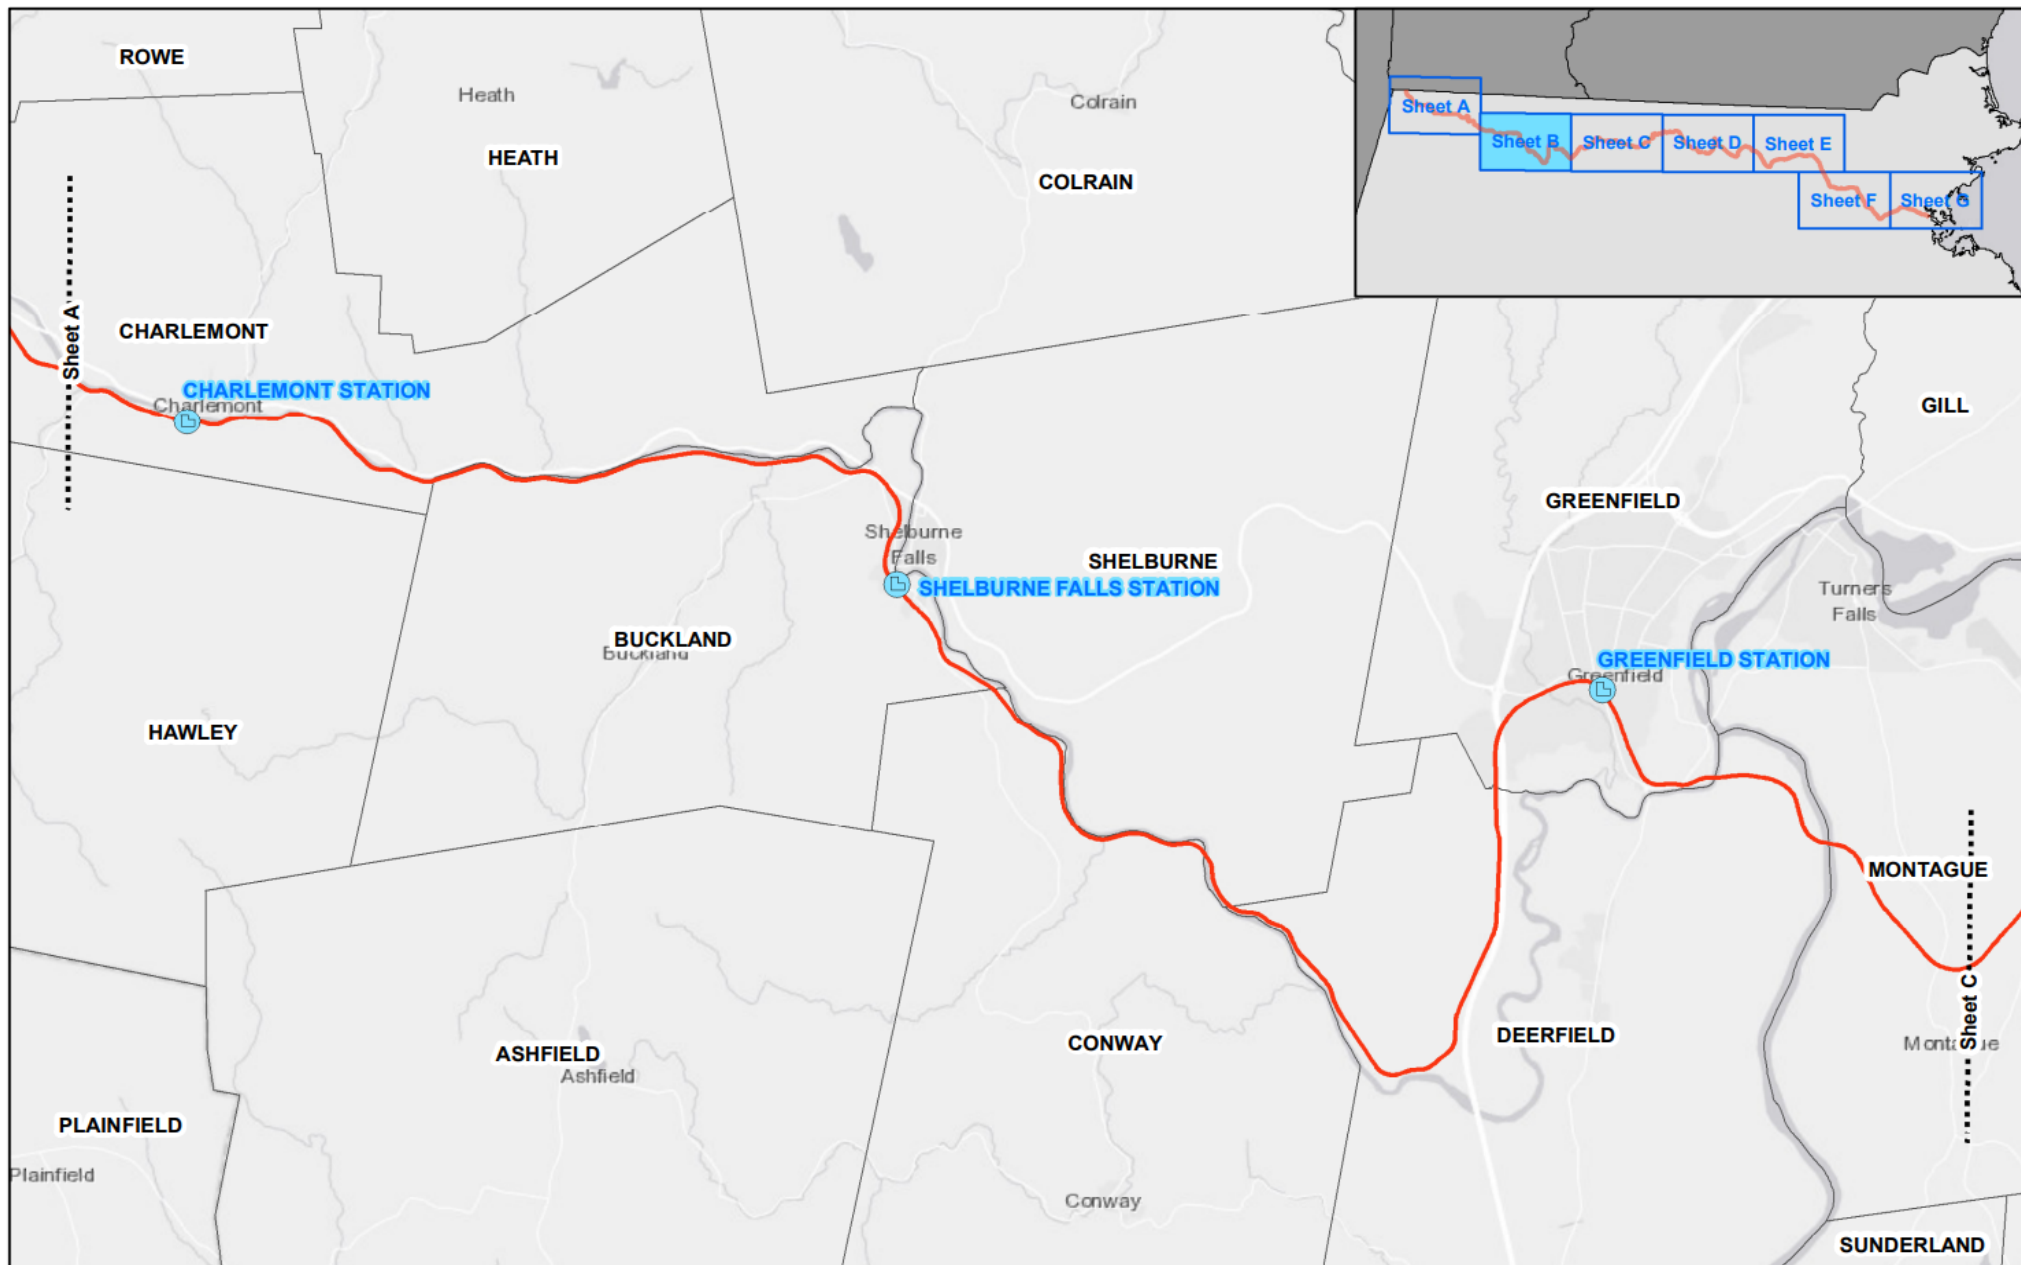 ROWE
Heath
HEATH
Colrain
COLRAIN
Sheet A
Sheet B
Sheet C
Sheet D
Sheet E
Sheet F
Sheet G
Sheet A
CHARLEMONT
CHARLEMONT STATION
Charlemont
GILL
GREENFIELD
Shelburne
Falls
SHELBURNE
SHELBURNE FALLS STATION
Turners
Falls
BUCKLAND
Buckland
GREENFIELD STATION
Greenfield
HAWLEY
MONTAGUE
Sheet C
DEERFIELD
CONWAY
Montague
ASHFIELD
Ashfield
PLAINFIELD
Plainfield
Conway
SUNDERLAND